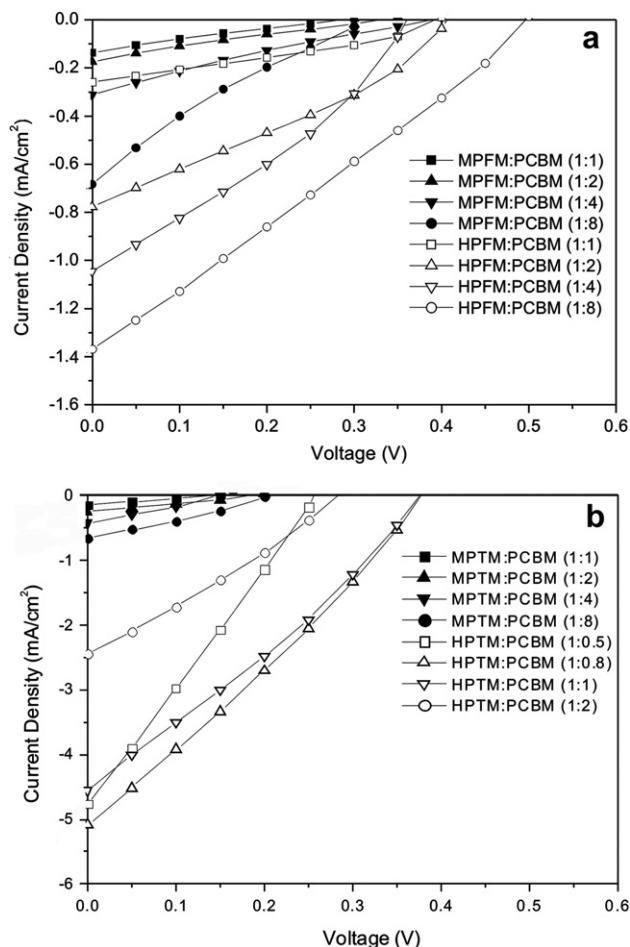 0.0
-0.2
-0.4
-0.6
-0.8
-1.0
-1.2
-1.4
-1.6
Current Density (mA/cm²)
a
MPFM:PCBM (1:1)
MPFM:PCBM (1:2)
MPFM:PCBM (1:4)
MPFM:PCBM (1:8)
HPFM:PCBM (1:1)
HPFM:PCBM (1:2)
HPFM:PCBM (1:4)
HPFM:PCBM (1:8)
0.0 0.1 0.2 0.3 0.4 0.5 0.6
Voltage (V)
0
-1
-2
-3
-4
-5
-6
Current Density (mA/cm²)
b
MPTM:PCBM (1:1)
MPTM:PCBM (1:2)
MPTM:PCBM (1:4)
MPTM:PCBM (1:8)
HPTM:PCBM (1:0.5)
HPTM:PCBM (1:0.8)
HPTM:PCBM (1:1)
HPTM:PCBM (1:2)
0.0 0.1 0.2 0.3 0.4 0.5 0.6
Voltage (V)